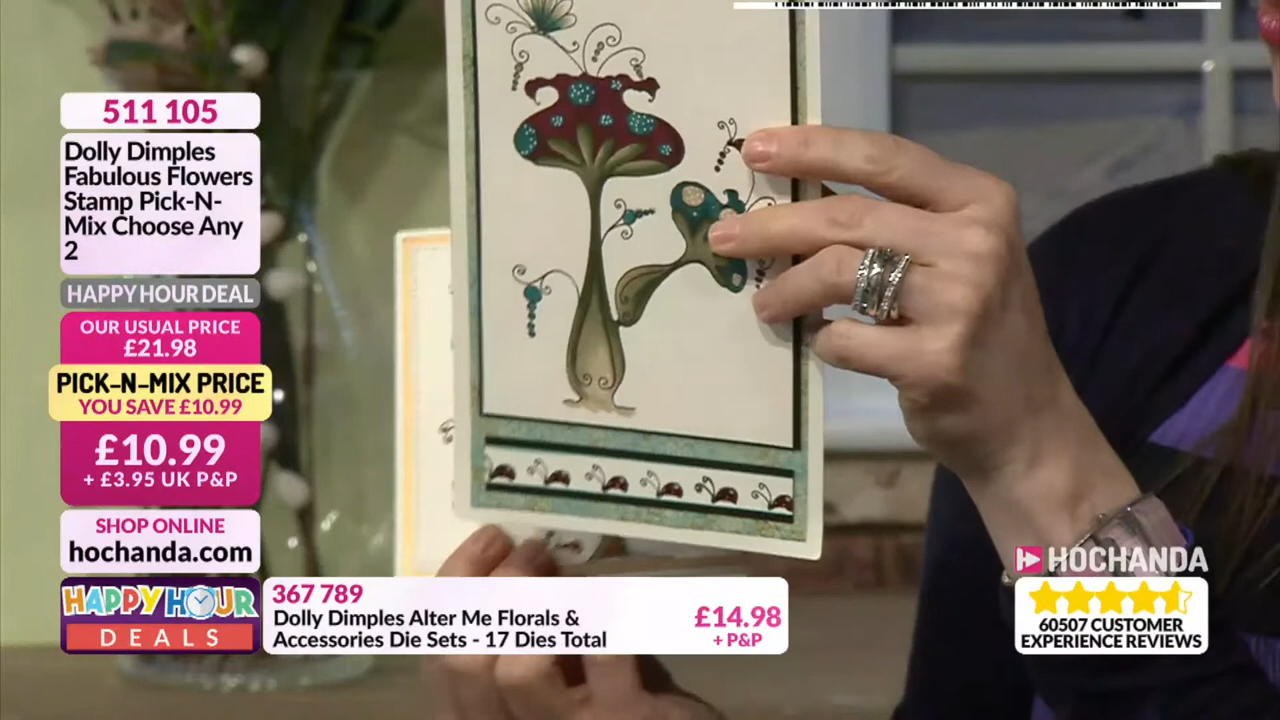 511 105
Dolly Dimples
Fabulous Flowers
Stamp Pick-N-
Mix Choose Any
2
HAPPY HOUR DEAL
OUR USUAL PRICE
£21.98
PICK-N-MIX PRICE
YOU SAVE £10.99
£10.99
+ £3.95 UK P&P
SHOP ONLINE
hochanda.com
HAPPY HOUR
DEALS
367 789
Dolly Dimples Alter Me Florals &
Accessories Die Sets - 17 Dies Total
£14.98
+ P&P
HOCHANDA
60507 CUSTOMER
EXPERIENCE REVIEWS